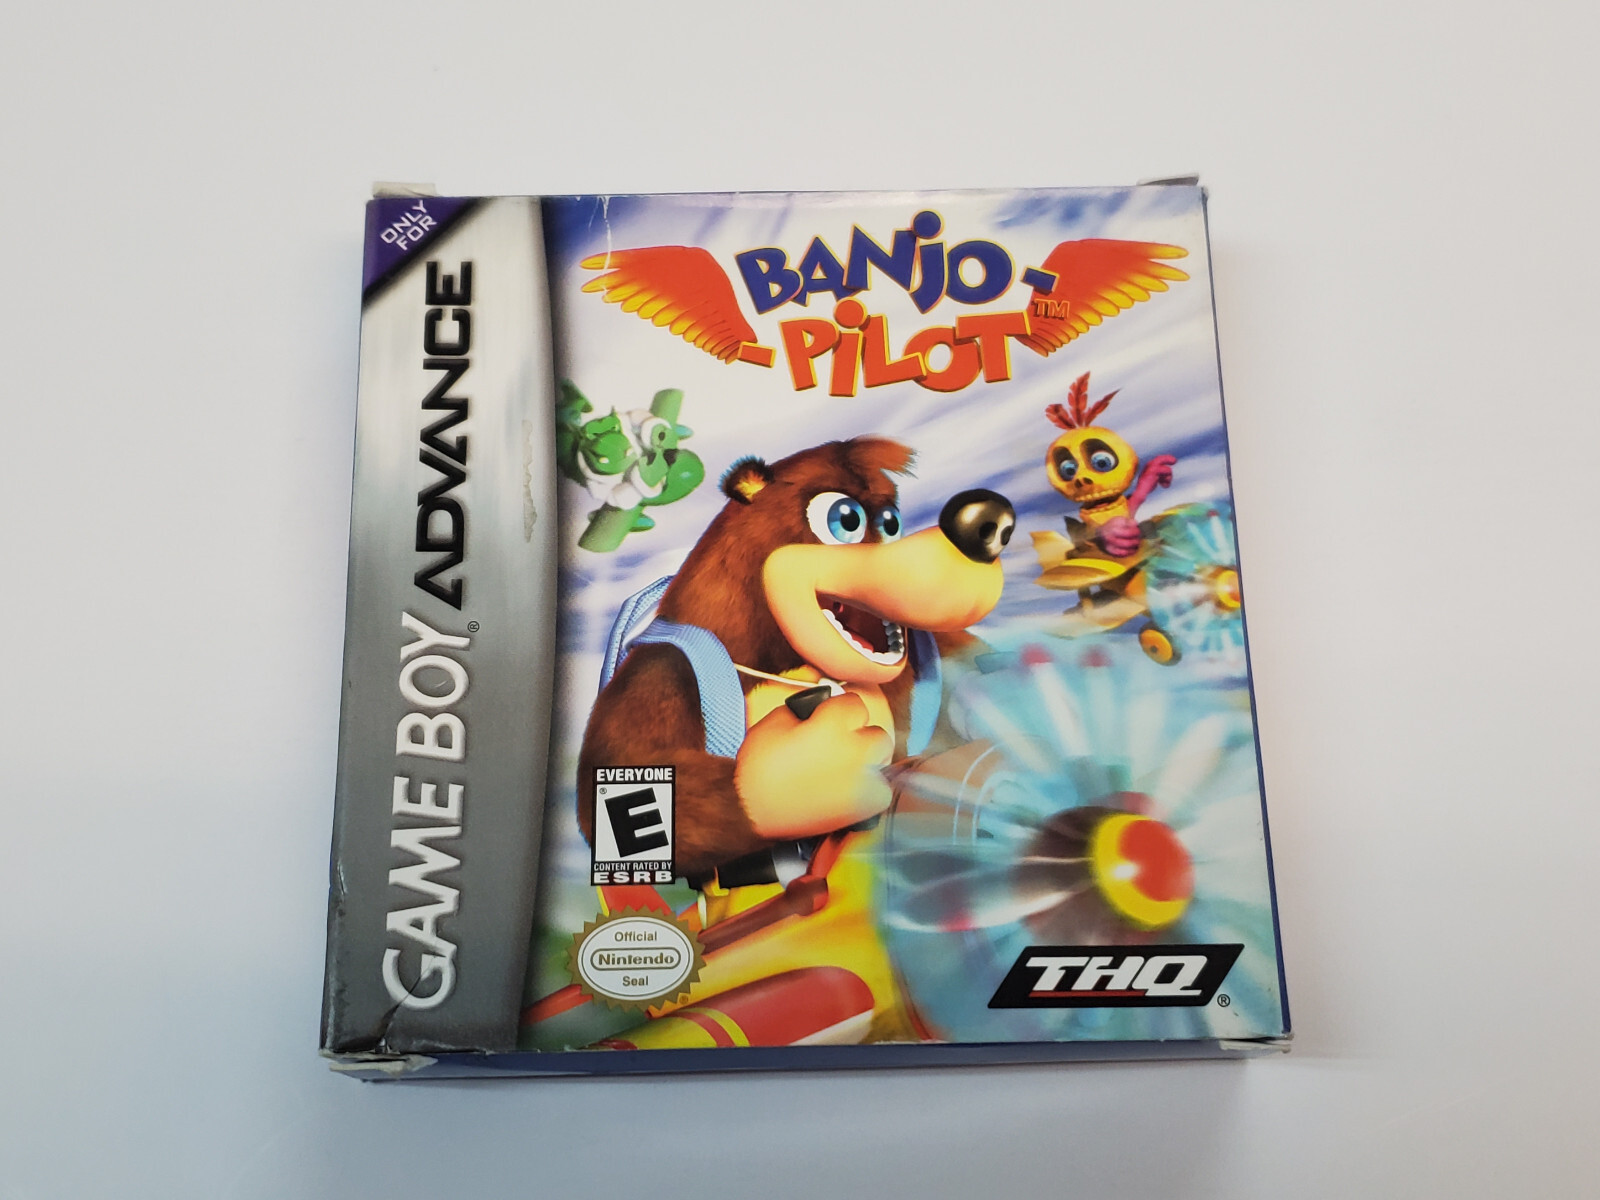 ONLY
FOR
GAME BOY ADVANCE
®
BANJO-
-PILOT
TM
EVERYONE
®
E
CONTENT RATED BY
ESRB
Official
Nintendo
Seal
®
THQ
®